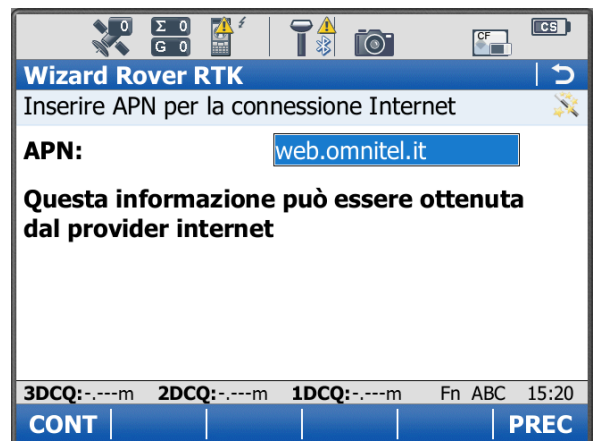 0
Σ 0
G 0
CF
CS
Wizard Rover RTK
Inserire APN per la connessione Internet
APN: web.omnitel.it
Questa informazione può essere ottenuta
dal provider internet
3DCQ:-.---m 2DCQ:-.---m 1DCQ:-.---m Fn ABC 15:20
CONT PREC